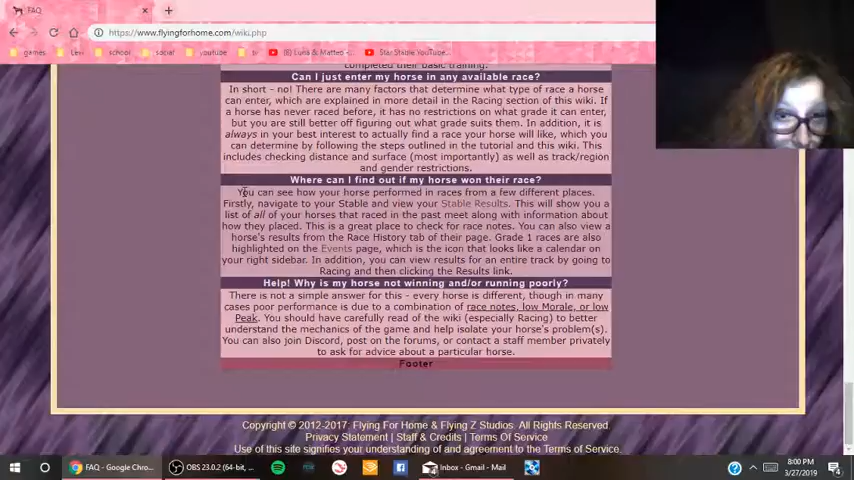 FAQ
https://www.flyingforhome.com/wiki.php
games
school
social
youtube
Luna & Matteo -
Star Stable YouTube...
completed their basic training.
Can I just enter my horse in any available race?
In short - no! There are many factors that determine what type of race a horse
can enter, which are explained in more detail in the Racing section of this wiki. If
a horse has never raced before, it has no restrictions on what grade it can enter,
but you are still better off figuring out what grade suits them. In addition, it is
always in your best interest to actually find a race your horse will like, which you
can determine by following the steps outlined in the tutorial and this wiki. This
includes checking distance and surface (most importantly) as well as track/region
and gender restrictions.
Where can I find out if my horse won their race?
You can see how your horse performed in races from a few different places.
Firstly, navigate to your Stable and view your Stable Results. This will show you a
list of all of your horses that raced in the past meet along with information about
how they placed. This is a great place to check for race notes. You can also view a
horse's results from the Race History tab of their page. Grade 1 races are also
highlighted on the Events page, which is the icon that looks like a calendar on
your right sidebar. In addition, you can view results for an entire track by going to
Racing and then clicking the Results link.
Help! Why is my horse not winning and/or running poorly?
There is not a simple answer for this - every horse is different, though in many
cases poor performance is due to a combination of race notes, low Morale, or low
Peak. You should have carefully read of the wiki (especially Racing) to better
understand the mechanics of the game and help isolate your horse's problem(s).
You can also join Discord, post on the forums, or contact a staff member privately
to ask for advice about a particular horse.
Footer
Copyright © 2012-2017: Flying For Home & Flying Z Studios. All Rights Reserved.
Privacy Statement | Staff & Credits | Terms Of Service
Use of this site signifies your understanding of and agreement to the Terms of Service.
FAQ - Google Chro...
OBS 23.0.2 (64-bit, ...
Inbox - Gmail - Mail
8:00 PM
3/27/2019